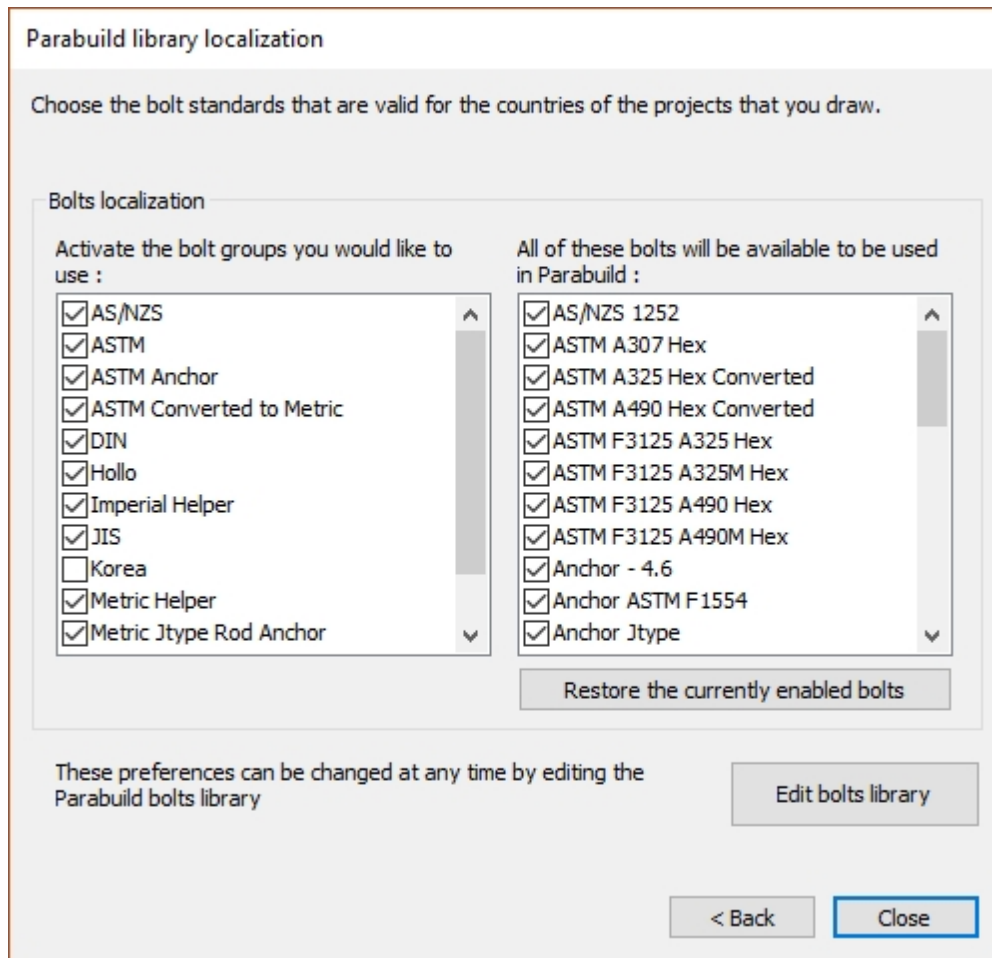 Parabuild library localization
Choose the bolt standards that are valid for the countries of the projects that you draw.
Bolts localization
Activate the bolt groups you would like to
use :
AS/NZS
ASTM
ASTM Anchor
ASTM Converted to Metric
DIN
Hollo
Imperial Helper
JIS
Korea
Metric Helper
Metric Jtype Rod Anchor
All of these bolts will be available to be used
in Parabuild :
AS/NZS 1252
ASTM A307 Hex
ASTM A325 Hex Converted
ASTM A490 Hex Converted
ASTM F3125 A325 Hex
ASTM F3125 A325M Hex
ASTM F3125 A490 Hex
ASTM F3125 A490M Hex
Anchor - 4.6
Anchor ASTM F1554
Anchor Jtype
Restore the currently enabled bolts
These preferences can be changed at any time by editing the
Parabuild bolts library
Edit bolts library
< Back
Close